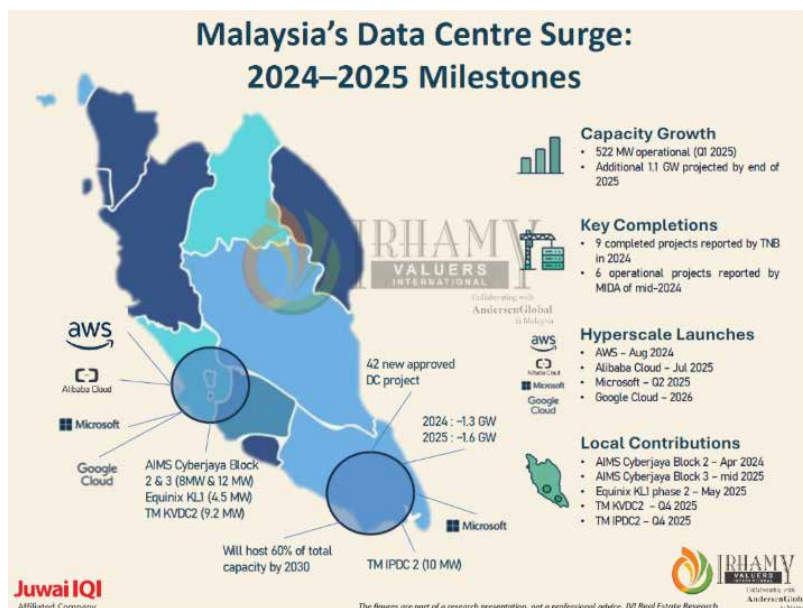 Malaysia's Data Centre Surge:
2024–2025 Milestones
Capacity Growth
• 522 MW operational (Q1 2025)
• Additional 1.1 GW projected by end of
2025
Key Completions
• 9 completed projects reported by TNB
in 2024
• 6 operational projects reported by
MIDA of mid-2024
Hyperscale Launches
• AWS – Aug 2024
• Alibaba Cloud – Jul 2025
• Microsoft – Q2 2025
• Google Cloud – 2026
Local Contributions
• AIMS Cyberjaya Block 2 – Apr 2024
• AIMS Cyberjaya Block 3 – mid 2025
• Equinix KL1 phase 2 – May 2025
• TM KVDC2 – Q4 2025
• TM IPDC2 – Q4 2025
aws
Alibaba Cloud
Microsoft
Google
Cloud
aws
Alibaba Cloud
Microsoft
Google
Cloud
IRHAMY
VALUERS
INTERNATIONAL
Collaborating with
AndersenGlobal
in Malaysia
42 new approved
DC project
2024 : ~1.3 GW
2025 : ~1.6 GW
AIMS Cyberjaya Block
2 & 3 (8MW & 12 MW)
Equinix KL1 (4.5 MW)
TM KVDC2 (9.2 MW)
Microsoft
Will host 60% of total
capacity by 2030
TM IPDC 2 (10 MW)
Juwai IQI
Affiliated Company
The figures are part of a research presentation, not a professional advice. IVI Real Estate Research
IRHAMY
VALUERS
INTERNATIONAL
Collaborating with
AndersenGlob